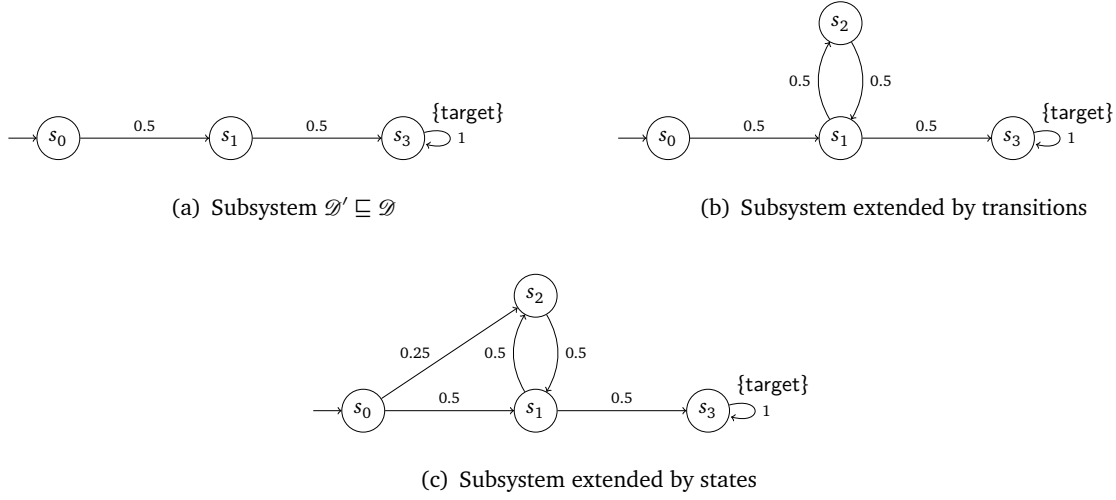 s₂
0.5 0.5
{target}
s₀ 0.5 s₁ 0.5 s₃ 1
s₀ 0.5 s₁ 0.5 s₃ 1
{target}
(a) Subsystem 𝒟′ ⊑ 𝒟
(b) Subsystem extended by transitions
s₂
0.25 0.5 0.5
{target}
s₀ 0.5 s₁ 0.5 s₃ 1
(c) Subsystem extended by states